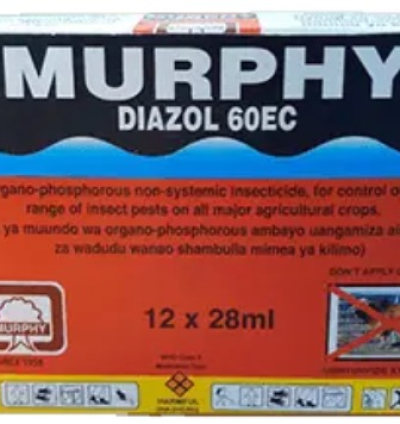 MURPHY
DIAZOL 60EC
rgano-phosphorous non-systemic insecticide, for control o
range of insect pests on all major agricultural crops.
ya muundo wa organo-phosphorous ambayo uangamiza ai
za wadudu wanao shambulia mimea ya kilimo)
DON'T APPLY
MURPHY
12 x 28ml
HARMFUL